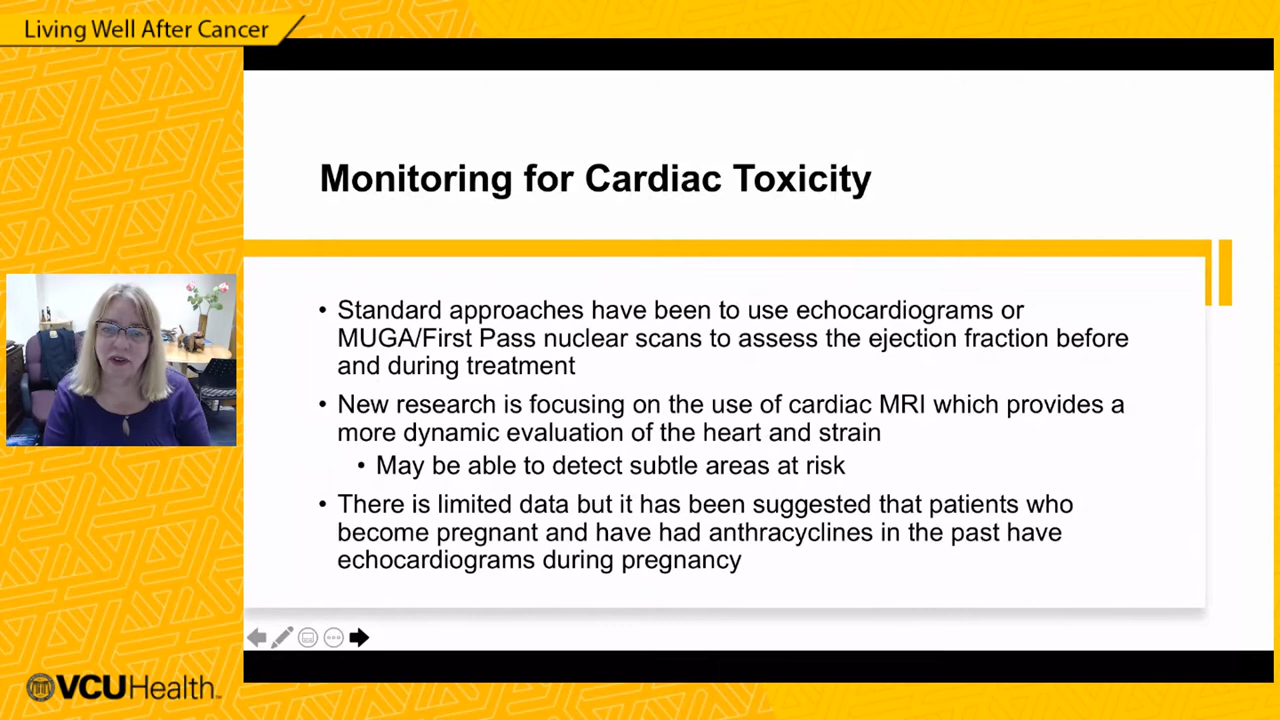 Living Well After Cancer
Monitoring for Cardiac Toxicity
• Standard approaches have been to use echocardiograms or
MUGA/First Pass nuclear scans to assess the ejection fraction before
and during treatment
• New research is focusing on the use of cardiac MRI which provides a
more dynamic evaluation of the heart and strain
• May be able to detect subtle areas at risk
• There is limited data but it has been suggested that patients who
become pregnant and have had anthracyclines in the past have
echocardiograms during pregnancy
VCUHealth